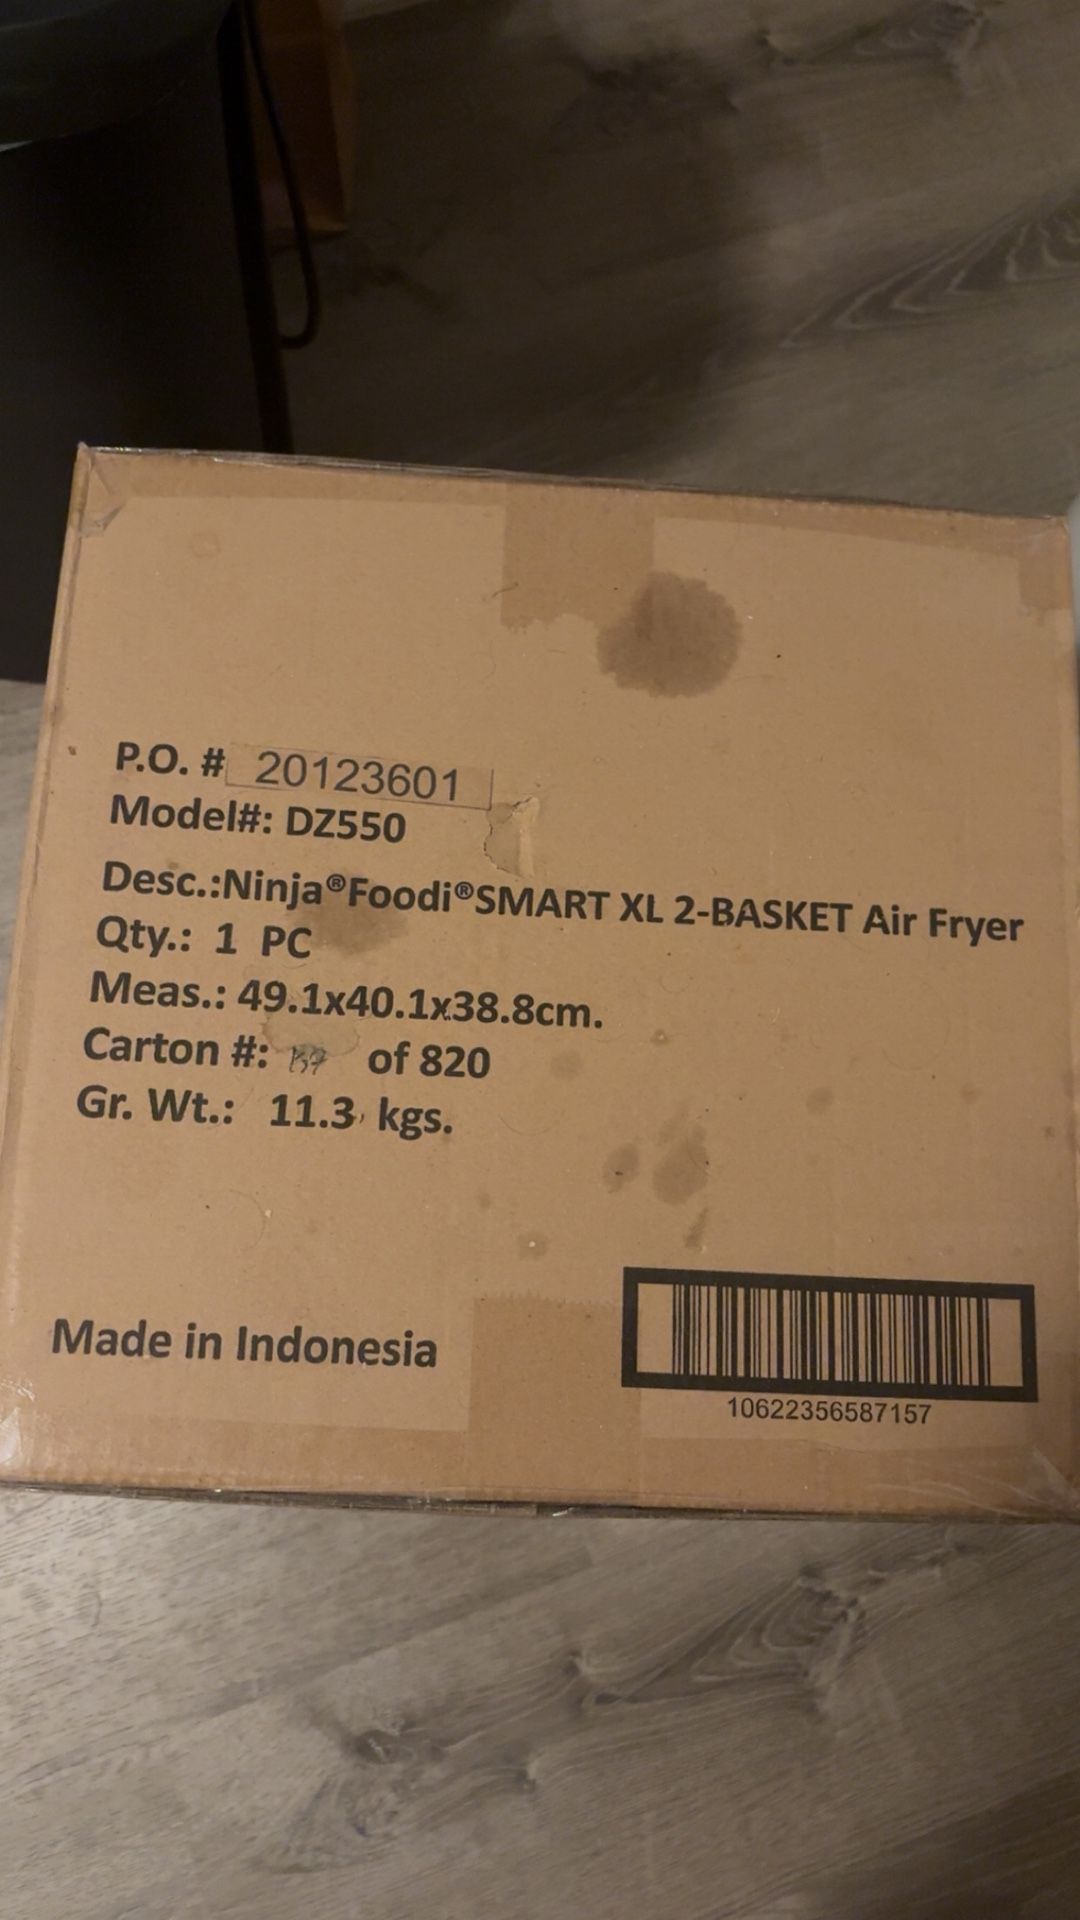 P.O. # 20123601
Model#: DZ550
Desc.:Ninja®Foodi®SMART XL 2-BASKET Air Fryer
Qty.: 1 PC
Meas.: 49.1x40.1x38.8cm.
Carton #: of 820
Gr. Wt.: 11.3 kgs.
Made in Indonesia
10622356587157